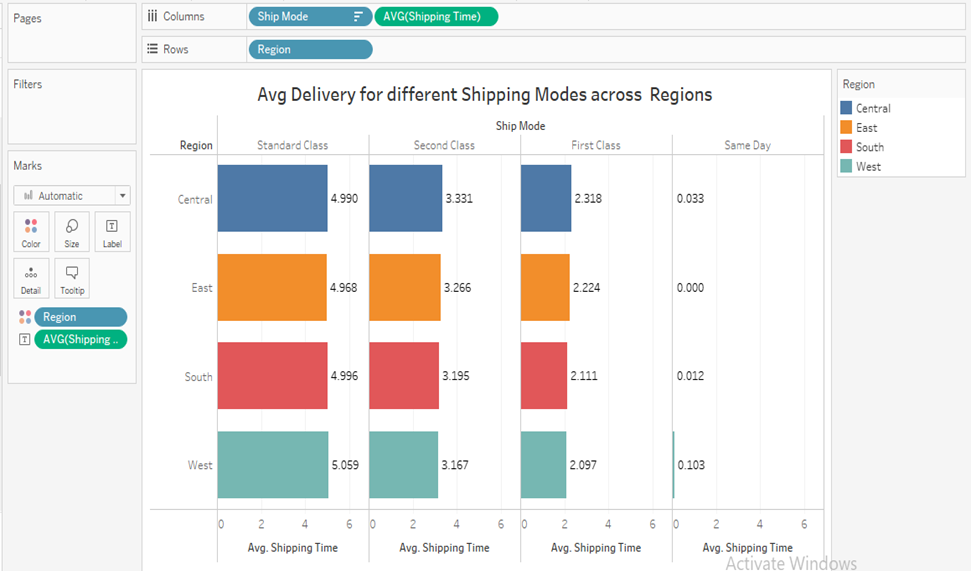 Pages
Columns
Ship Mode
AVG(Shipping Time)
Rows
Region
Filters
Marks
Automatic
Color
Size
Label
Detail
Tooltip
Region
AVG(Shipping ..
Avg Delivery for different Shipping Modes across Regions
Ship Mode
Region Standard Class Second Class First Class Same Day
Central 4.990 3.331 2.318 0.033
East 4.968 3.266 2.224 0.000
South 4.996 3.195 2.111 0.012
West 5.059 3.167 2.097 0.103
0 2 4 6 0 2 4 6 0 2 4 6 0 2 4 6
Avg. Shipping Time Avg. Shipping Time Avg. Shipping Time Avg. Shipping Time
Region
Central
East
South
West
Activate Windows